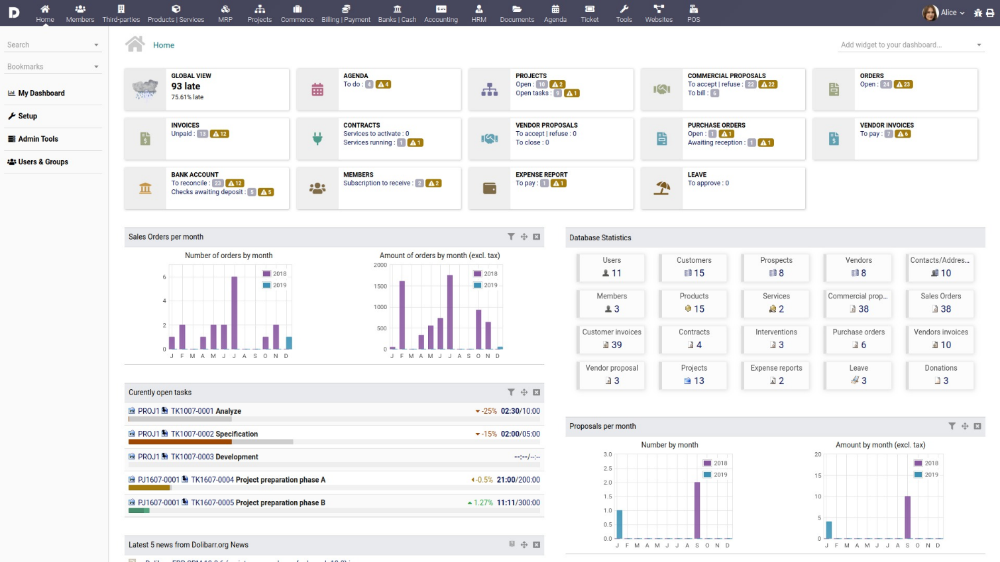 D
Home
Members
Third-parties
Products | Services
MRP
Projects
Commerce
Billing | Payment
Banks | Cash
Accounting
HRM
Documents
Agenda
Ticket
Tools
Websites
POS
Alice
Search
Bookmarks
My Dashboard
Setup
Admin Tools
Users & Groups
Home
Add widget to your dashboard...
GLOBAL VIEW
93 late
75.61% late
AGENDA
To do : 4 4
PROJECTS
Open : 10 2
Open tasks : 9 1
COMMERCIAL PROPOSALS
To accept | refuse : 22 22
To bill : 6
ORDERS
Open : 24 23
INVOICES
Unpaid : 13 12
CONTRACTS
Services to activate : 0
Services running : 1 1
VENDOR PROPOSALS
To accept | refuse : 0
To close : 0
PURCHASE ORDERS
Open : 1 1
Awaiting reception : 1 1
VENDOR INVOICES
To pay : 7 6
BANK ACCOUNT
To reconcile : 23 12
Checks awaiting deposit : 5 5
MEMBERS
Subscription to receive : 2 2
EXPENSE REPORT
To pay : 1 1
LEAVE
To approve : 0
Sales Orders per month
Number of orders by month
2018
2019
6
4
2
0
J F M A M J J A S O N D
Amount of orders by month (excl. tax)
2018
2019
2000
1500
1000
500
0
J F M A M J J A S O N D
Curently open tasks
PROJ1 TK1007-0001 Analyze -25% 02:30/10:00
PROJ1 TK1007-0002 Specification -15% 02:00/05:00
PROJ1 TK1007-0003 Development --:--/--:--
PJ1607-0001 TK1607-0004 Project preparation phase A -0.5% 21:00/200:00
PJ1607-0001 TK1607-0005 Project preparation phase B 1.27% 11:11/300:00
Latest 5 news from Dolibarr.org News
Database Statistics
Users
11
Customers
15
Prospects
8
Vendors
8
Contacts/Addres...
10
Members
3
Products
15
Services
2
Commercial prop...
38
Sales Orders
38
Customer invoices
39
Contracts
4
Interventions
3
Purchase orders
6
Vendors invoices
10
Vendor proposal
3
Projects
13
Expense reports
2
Leave
3
Donations
3
Proposals per month
Number by month
2018
2019
3.0
2.5
2.0
1.5
1.0
0.5
0.0
J F M A M J J A S O N D
Amount by month (excl. tax)
2018
2019
20
15
10
5
0
J F M A M J J A S O N D